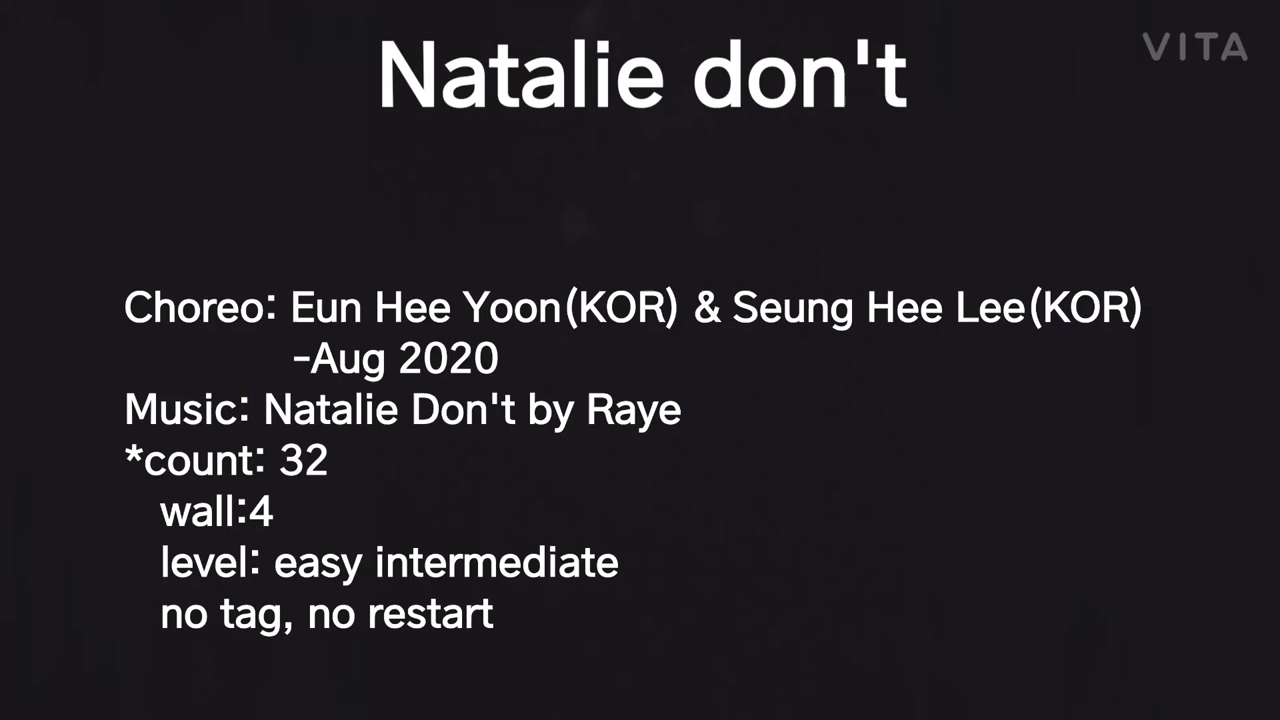 Natalie don't
VITA
Choreo: Eun Hee Yoon(KOR) & Seung Hee Lee(KOR)
-Aug 2020
Music: Natalie Don't by Raye
*count: 32
wall:4
level: easy intermediate
no tag, no restart